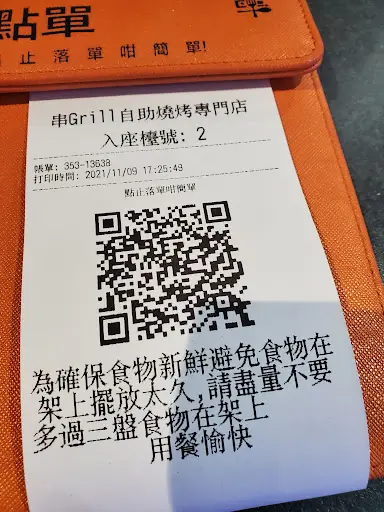 點單
止落單咁簡單!
串Grill自助燒烤專門店
入座檯號: 2
帳單: 353-13638
打印時間: 2021/11/09 17:25:49
點止落單咁簡單
為確保食物新鮮避免食物在
架上擺放太久,請盡量不要
多過三盤食物在架上
用餐愉快